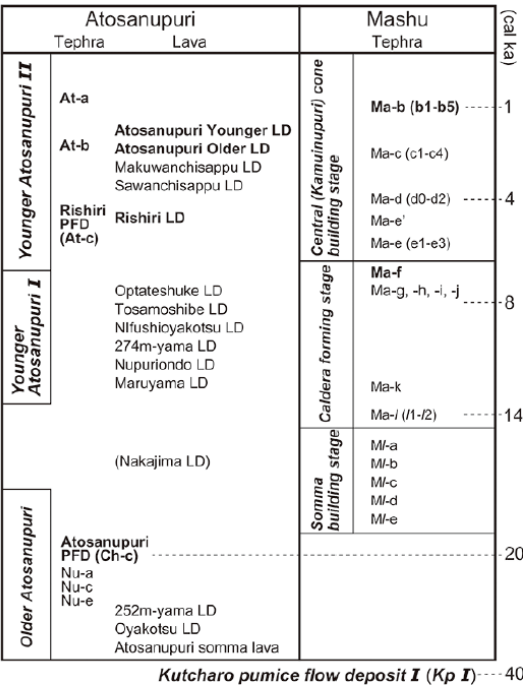 Atosanupuri
Mashu
(cal ka)
Tephra
Lava
Tephra
Younger Atosanupuri II
At-a
At-b
Atosanupuri Younger LD
Atosanupuri Older LD
Makuwanchisappu LD
Sawanchisappu LD
Rishiri
PFD
(At-c)
Rishiri LD
Younger
Atosanupuri I
Optateshuke LD
Tosamoshibe LD
NIfushioyakotsu LD
274m-yama LD
Nupuriondo LD
Maruyama LD
(Nakajima LD)
Older Atosanupuri
Atosanupuri
PFD (Ch-c)
Nu-a
Nu-c
Nu-e
252m-yama LD
Oyakotsu LD
Atosanupuri somma lava
Central (Kamuinupuri) cone
building stage
Ma-b (b1-b5)
Ma-c (c1-c4)
Ma-d (d0-d2)
Ma-e'
Ma-e (e1-e3)
Caldera forming stage
Ma-f
Ma-g, -h, -i, -j
Ma-k
Ma-l (l1-l2)
Somma
building stage
Ml-a
Ml-b
Ml-c
Ml-d
Ml-e
1
4
8
14
20
Kutcharo pumice flow deposit I (Kp I)
40